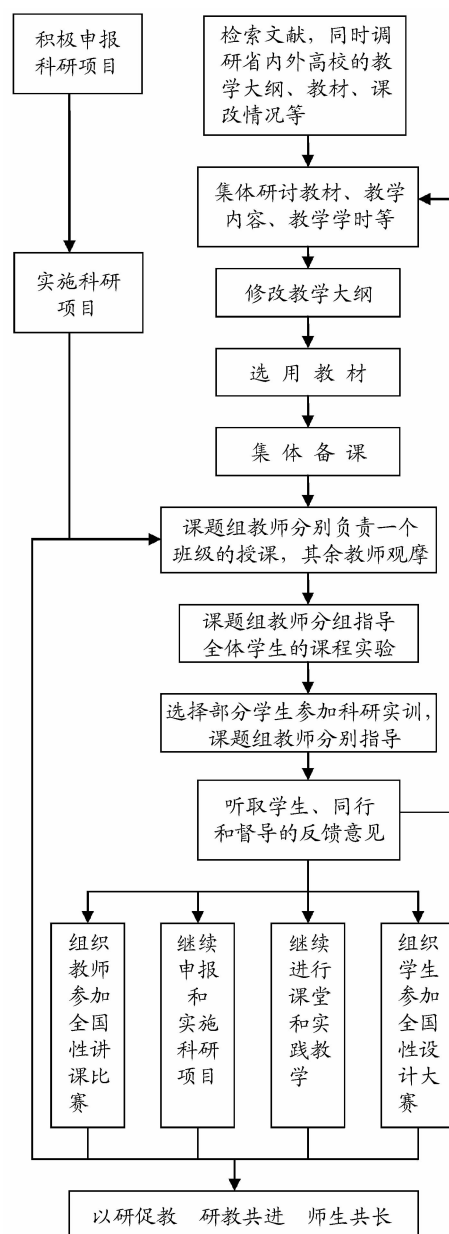 积极申报
科研项目
检索文献，同时调
研省内外高校的教
学大纲、教材、课
改情况等
集体研讨教材、教学
内容、教学学时等
实施科研
项目
修改教学大纲
选 用 教 材
集 体 备 课
课题组教师分别负责一个
班级的授课，其余教师观摩
课题组教师分组指导
全体学生的课程实验
选择部分学生参加科研实训，
课题组教师分别指导
听取学生、同行
和督导的反馈意见
组织
教师
参加
全国
性讲
课比
赛
继续
申报
和
实施
科研
项目
继续
进行
课堂
和实
践教
学
组织
学生
参加
全国
性设
计大
赛
以研促教 研教共进 师生共长